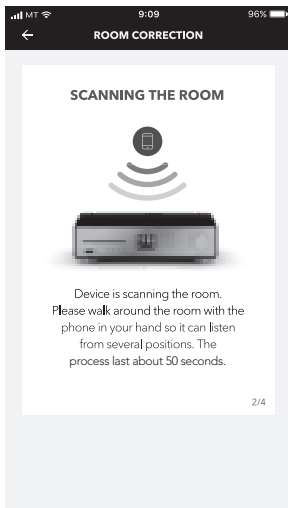 MT 9:09 96%
ROOM CORRECTION
SCANNING THE ROOM
Device is scanning the room.
Please walk around the room with the
phone in your hand so it can listen
from several positions. The
process last about 50 seconds.
2/4